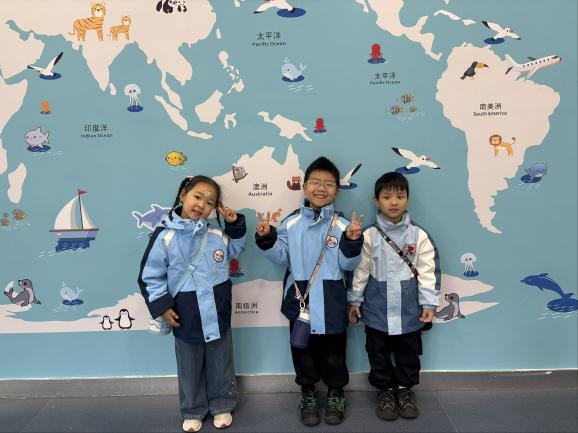 太平洋
Pacific Ocean
太平洋
Pacific Ocean
南美洲
South America
印度洋
Indian Ocean
澳洲
Australia
南极洲
Antarctica